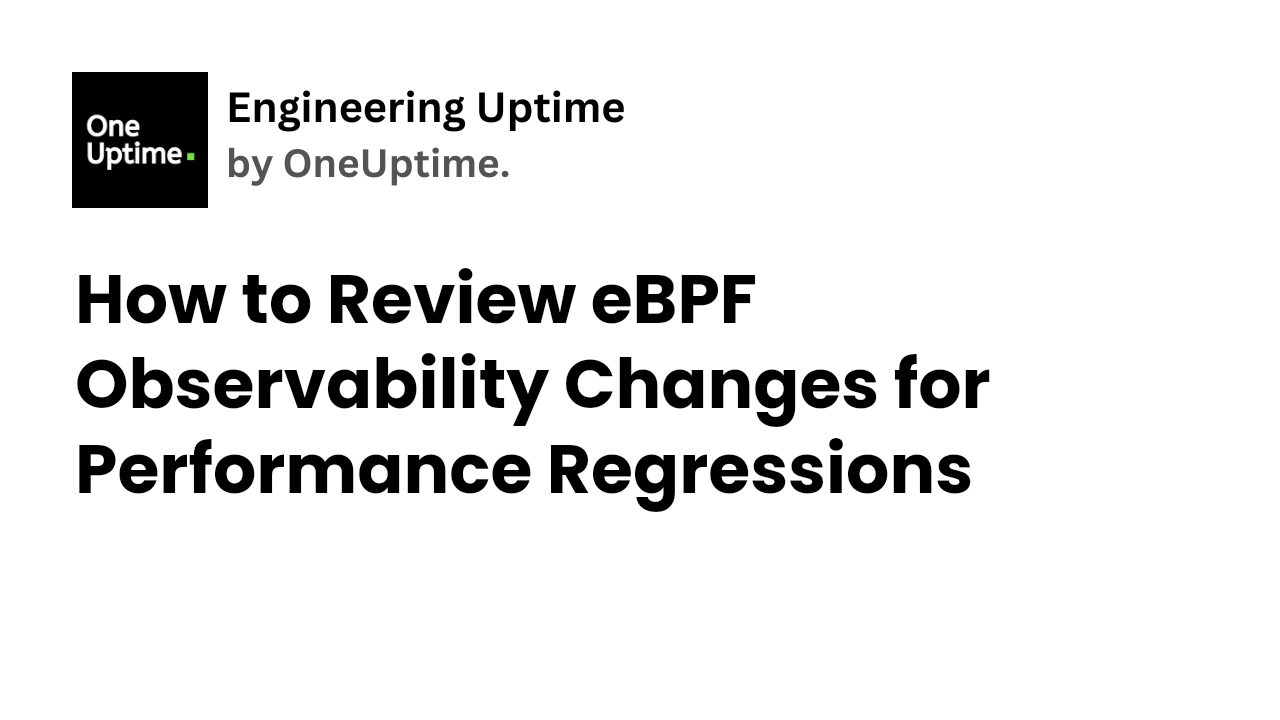 One
Uptime
Engineering Uptime
by OneUptime.
How to Review eBPF
Observability Changes for
Performance Regressions